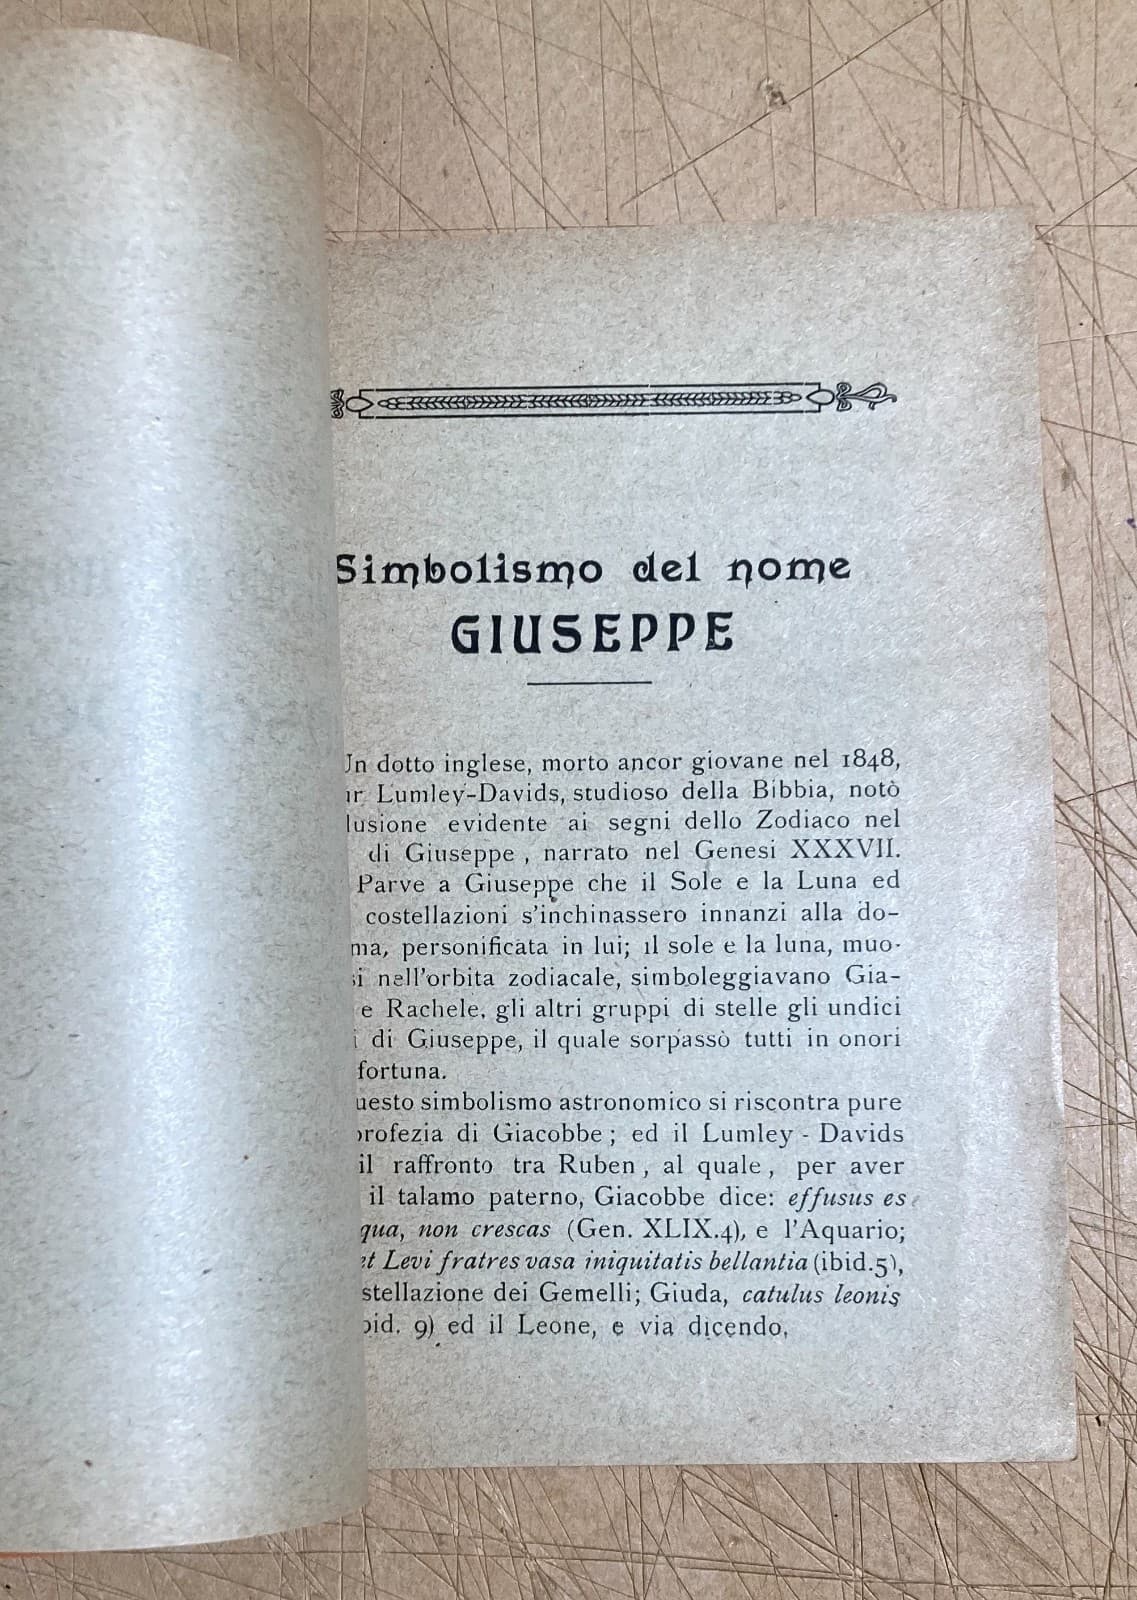 Simbolismo del nome
GIUSEPPE
Un dotto inglese, morto ancor giovane nel 1848,
Lumley-Davids, studioso della Bibbia, notò
lusione evidente ai segni dello Zodiaco nel
di Giuseppe, narrato nel Genesi XXXVII.
Parve a Giuseppe che il Sole e la Luna ed
costellazioni s'inchinassero innanzi alla do-
ma, personificata in lui; il sole e la luna, muo-
si nell'orbita zodiacale, simboleggiavano Gia-
e Rachele, gli altri gruppi di stelle gli undici
i di Giuseppe, il quale sorpassò tutti in onori
fortuna.
uesto simbolismo astronomico si riscontra pure
profezia di Giacobbe; ed il Lumley-Davids
il raffronto tra Ruben, al quale, per aver
il talamo paterno, Giacobbe dice: effusus es
qua, non crescas (Gen. XLIX.4), e l'Aquario;
et Levi fratres vasa iniquitatis bellantia (ibid.5),
stellazione dei Gemelli; Giuda, catulus leonis
bid. 9) ed il Leone, e via dicendo,